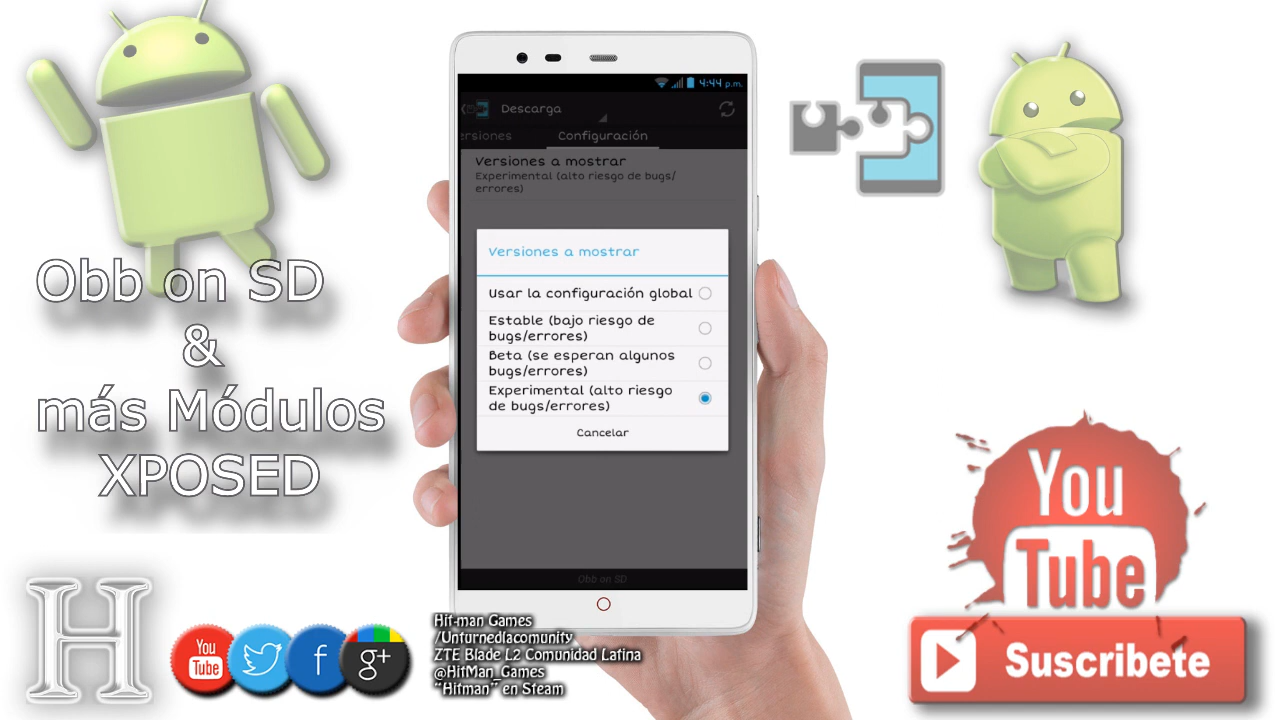 Obb on SD
&
más Módulos
XPOSED
4:44 p.m.
Descarga
ersiones
Configuración
Versiones a mostrar
Experimental (alto riesgo de bugs/
errores)
Versiones a mostrar
Usar la configuración global
Estable (bajo riesgo de
bugs/errores)
Beta (se esperan algunos
bugs/errores)
Experimental (alto riesgo
de bugs/errores)
Cancelar
Obb on SD
H
You
Tube
f
g+
Hit-man Games
/Unturnedlacomunity
ZTE Blade L2 Comunidad Latina
@HitMan_Games
"Hitman" en Steam
You
Tube
Suscribete